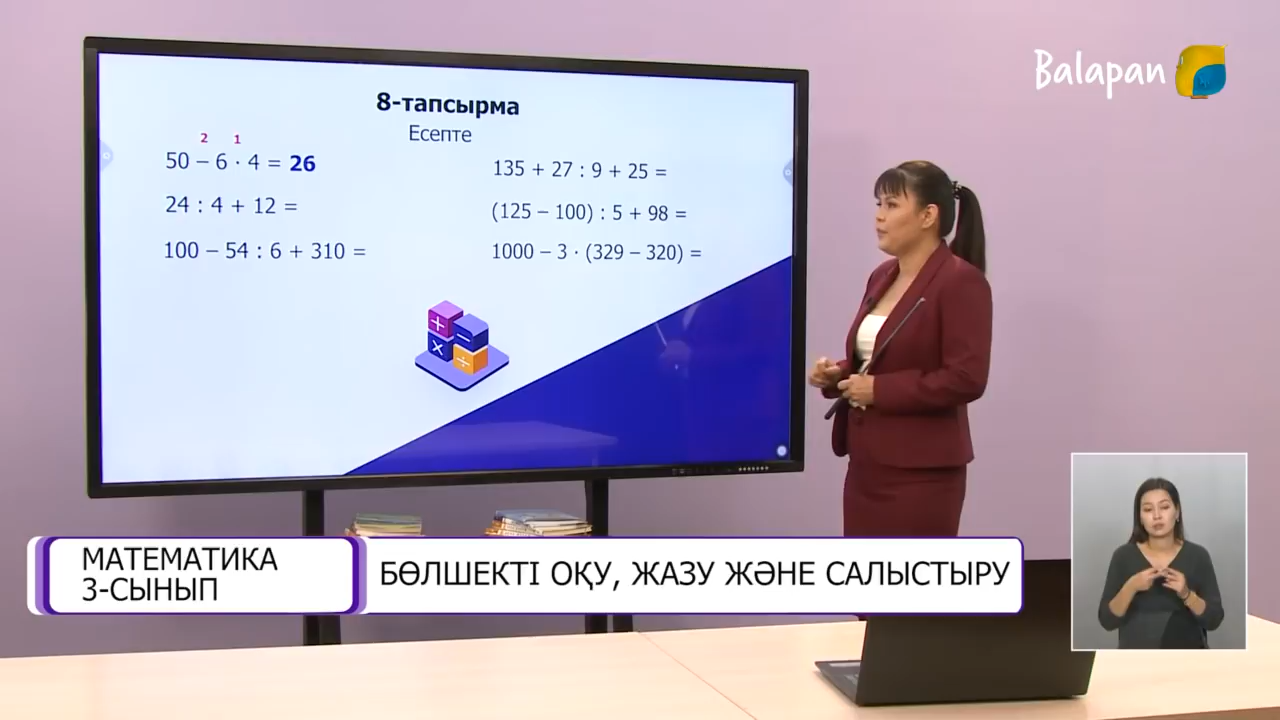 Balapan
8-тапсырма
Есепте
2 1
50 – 6 · 4 = 26
24 : 4 + 12 =
100 – 54 : 6 + 310 =
135 + 27 : 9 + 25 =
(125 – 100) : 5 + 98 =
1000 – 3 · (329 – 320) =
МАТЕМАТИКА
3-СЫНЫП
БӨЛШЕКТІ ОҚУ, ЖАЗУ ЖӘНЕ САЛЫСТЫРУ